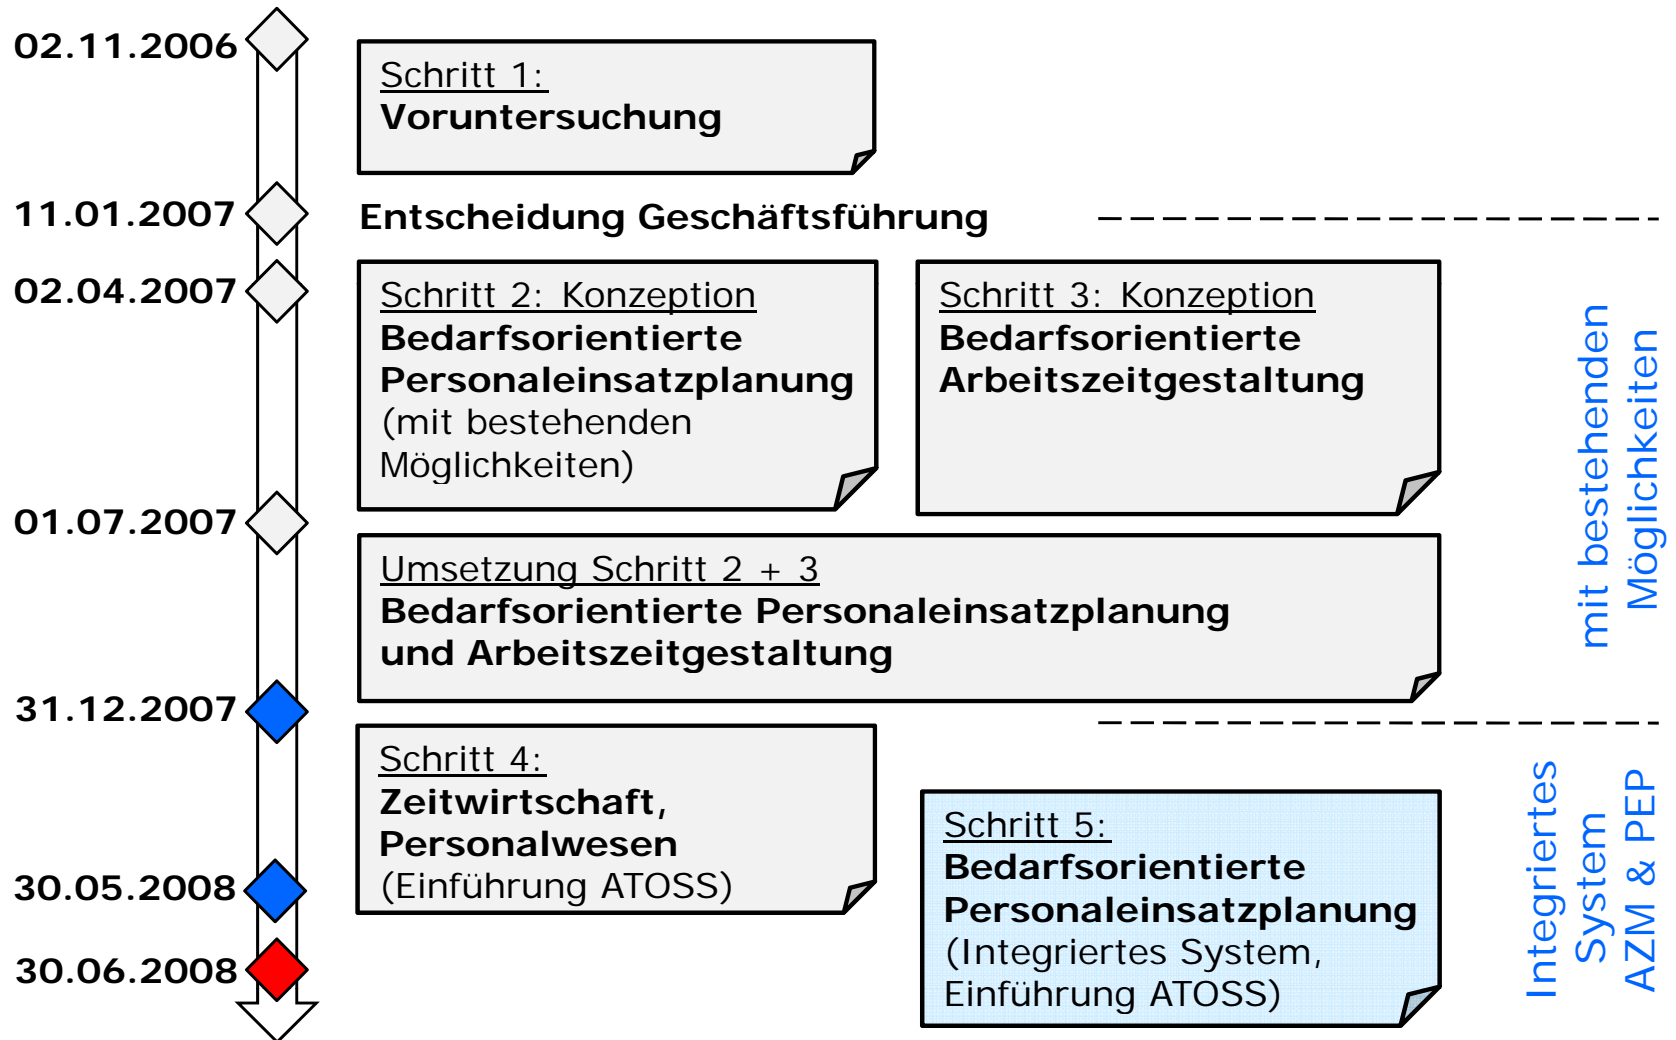 02.11.2006
Schritt 1:
Voruntersuchung
11.01.2007
Entscheidung Geschäftsführung
02.04.2007
Schritt 2: Konzeption
Bedarfsorientierte
Personaleinsatzplanung
(mit bestehenden
Möglichkeiten)
Schritt 3: Konzeption
Bedarfsorientierte
Arbeitszeitgestaltung
mit bestehenden
Möglichkeiten
01.07.2007
Umsetzung Schritt 2 + 3
Bedarfsorientierte Personaleinsatzplanung
und Arbeitszeitgestaltung
31.12.2007
Schritt 4:
Zeitwirtschaft,
Personalwesen
(Einführung ATOSS)
30.05.2008
Schritt 5:
Bedarfsorientierte
Personaleinsatzplanung
(Integriertes System,
Einführung ATOSS)
Integriertes
System
AZM & PEP
30.06.2008